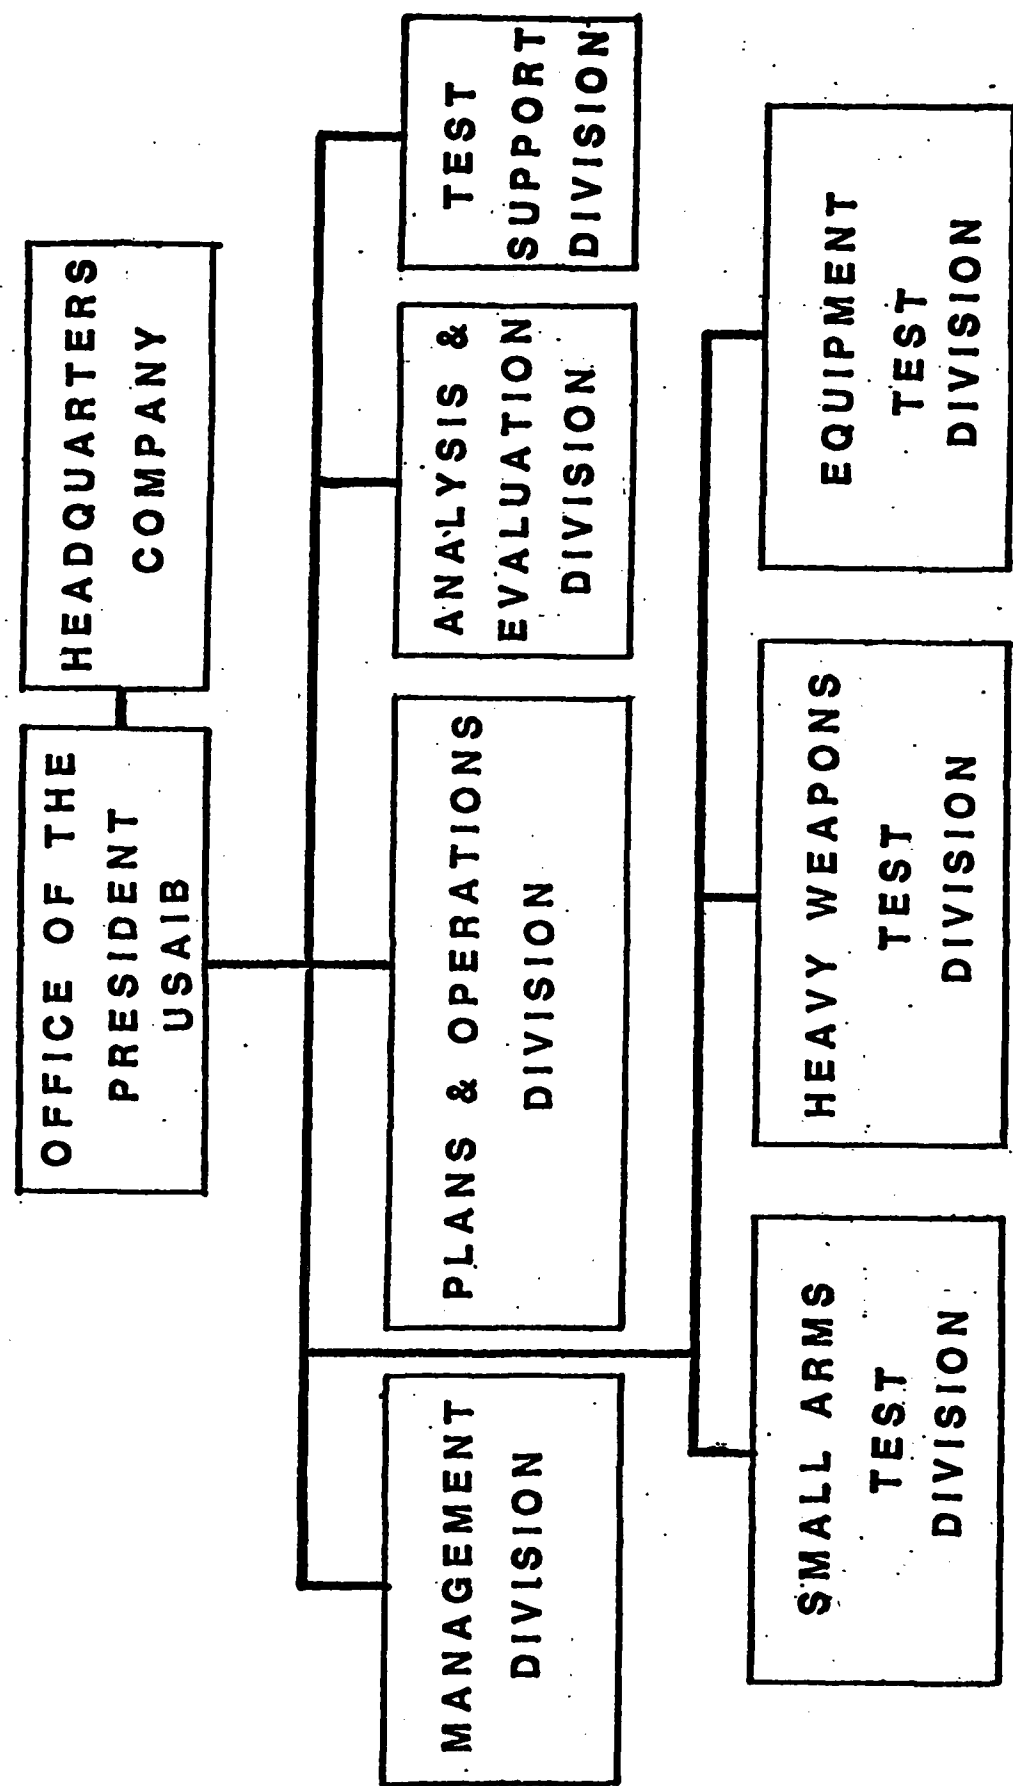 OFFICE OF THE
PRESIDENT
USAIB
HEADQUARTERS
COMPANY
MANAGEMENT
DIVISION
PLANS & OPERATIONS
DIVISION
ANALYSIS &
EVALUATION
DIVISION
TEST
SUPPORT
DIVISION
SMALL ARMS
TEST
DIVISION
HEAVY WEAPONS
TEST
DIVISION
EQUIPMENT
TEST
DIVISION